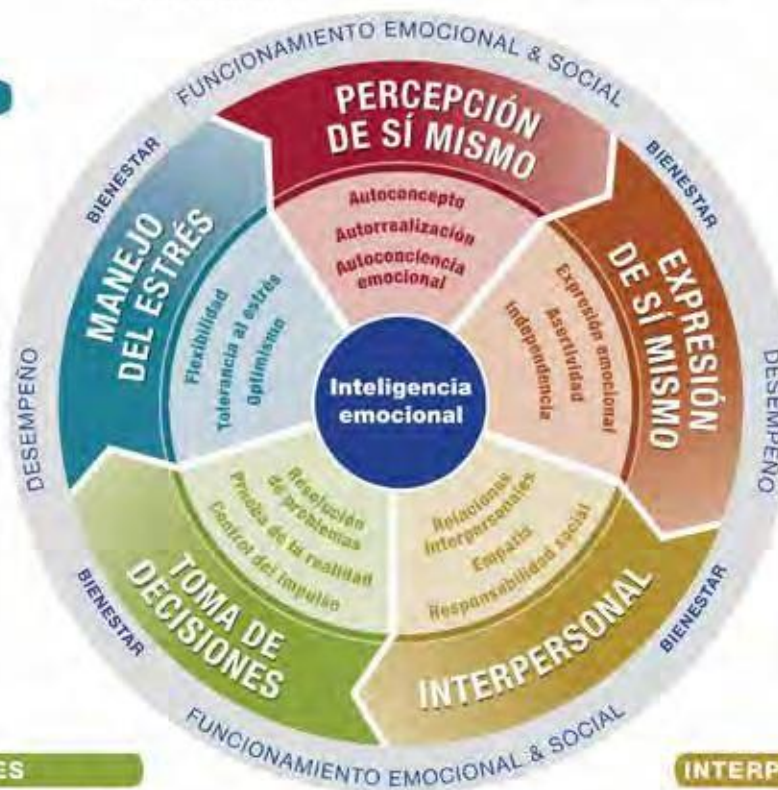 FUNCIONAMIENTO EMOCIONAL & SOCIAL
BIENESTAR
BIENESTAR
DESEMPEÑO
DESEMPEÑO
PERCEPCIÓN
DE SÍ MISMO
Autoconcepto
Autorrealización
Autoconciencia
emocional
EXPRESIÓN
DE SÍ MISMO
Expresión emocional
Asertividad
Independencia
MANEJO
DEL ESTRÉS
Flexibilidad
Tolerancia al estrés
Optimismo
Inteligencia
emocional
TOMA DE
DECISIONES
Resolución
de problemas
Prueba de la realidad
Control del impulso
INTERPERSONAL
Relaciones
Interpersonales
Empatía
Responsabilidad social
BIENESTAR
BIENESTAR
FUNCIONAMIENTO EMOCIONAL & SOCIAL
ES
INTERP